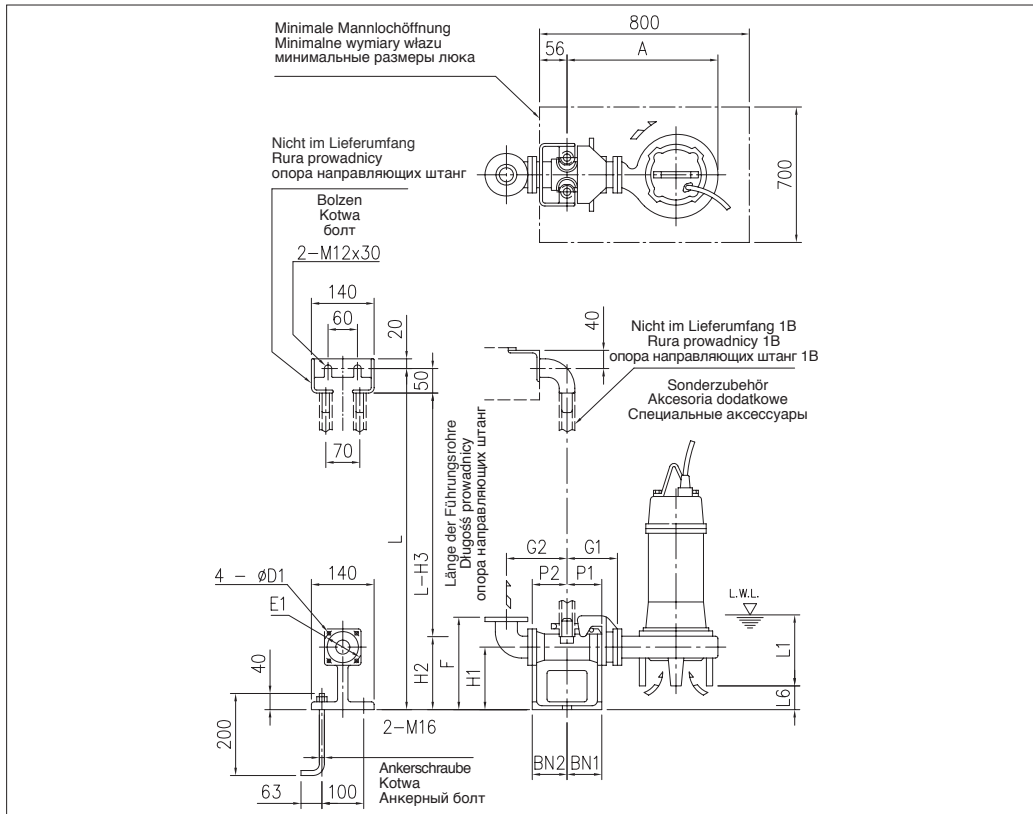 Minimale Mannlochöffnung
Minimalne wymiary włazu
минимальные размеры люка
800
56
A
700
Nicht im Lieferumfang
Rura prowadnicy
опора направляющих штанг
Bolzen
Kotwa
болт
2-M12x30
140
60
20
50
70
40
Nicht im Lieferumfang 1B
Rura prowadnicy 1B
опора направляющих штанг 1B
Sonderzubehör
Akcesoria dodatkowe
Специальные аксессуары
Länge der Führungsrohre
Długość prowadnicy
опора направляющих штанг
L
L-H3
H2
F
H1
G2
G1
P2
P1
L.W.L.
L1
L6
BN2
BN1
4 - øD1
E1
140
40
200
2-M16
63
100
Ankerschraube
Kotwa
Анкерный болт